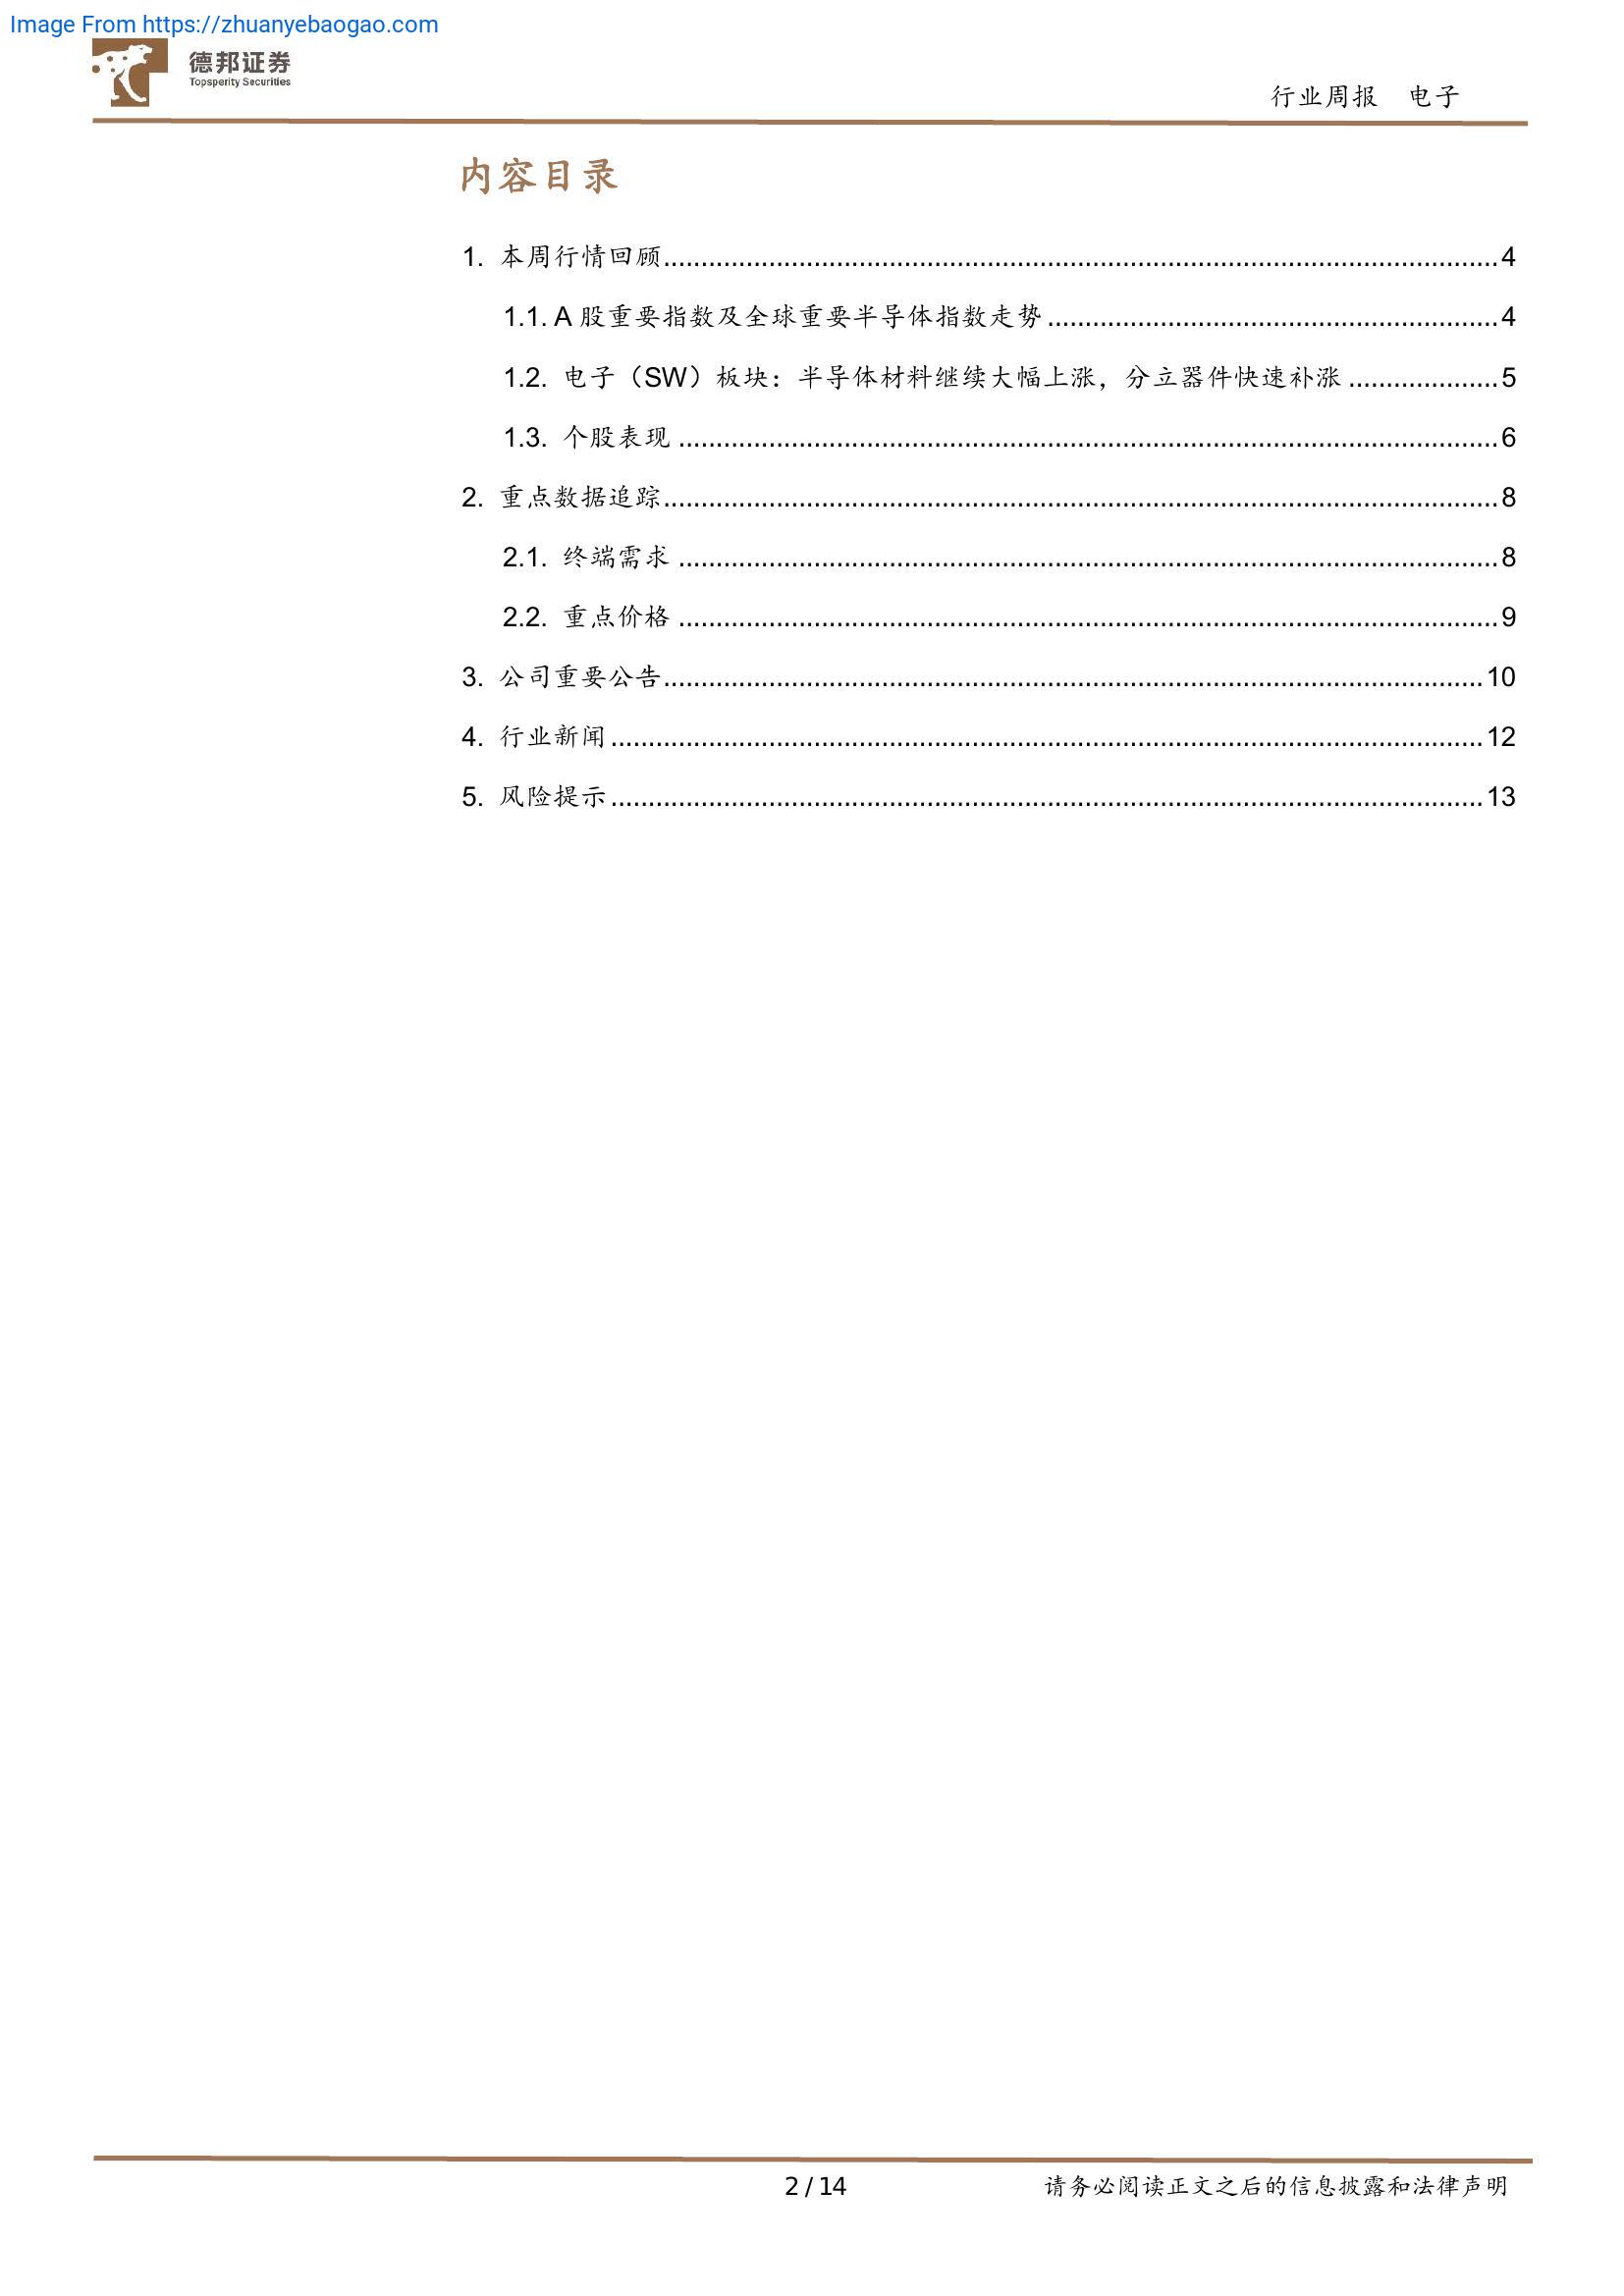 Image From https://zhuanyebaogao.com
德邦证券
Topsperity Securities
行业周报 电子
内容目录
1. 本周行情回顾................................................................4
1.1. A 股重要指数及全球重要半导体指数走势................................4
1.2. 电子（SW）板块：半导体材料继续大幅上涨，分立器件快速补涨....................5
1.3. 个股表现................................................................6
2. 重点数据追踪................................................................8
2.1. 终端需求................................................................8
2.2. 重点价格................................................................9
3. 公司重要公告................................................................10
4. 行业新闻................................................................12
5. 风险提示................................................................13
2 / 14
请务必阅读正文之后的信息披露和法律声明